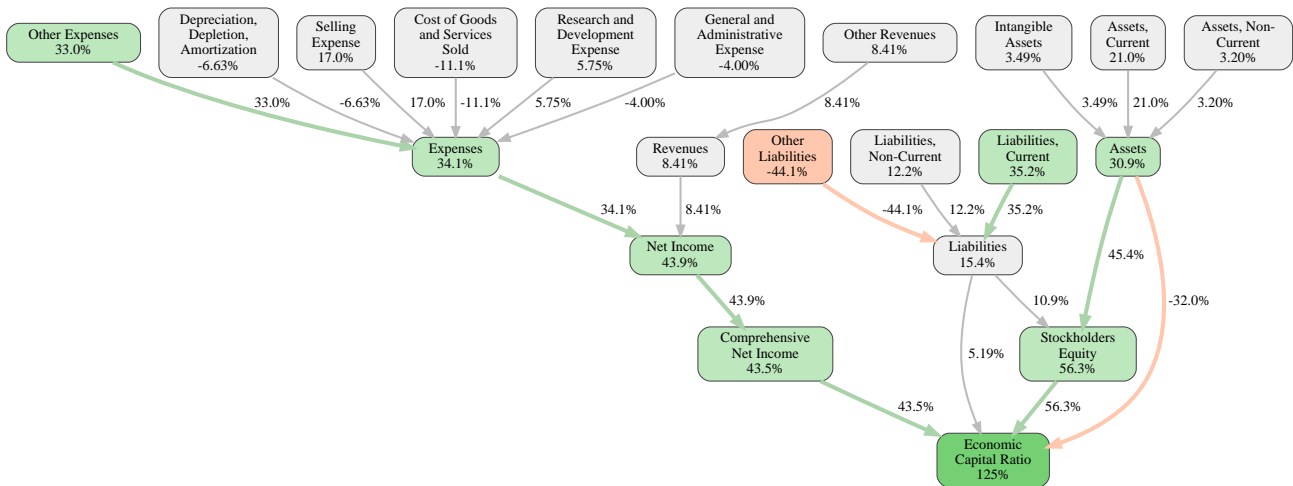 Other Expenses
33.0%
Depreciation,
Depletion,
Amortization
-6.63%
Selling
Expense
17.0%
Cost of Goods
and Services
Sold
-11.1%
Research and
Development
Expense
5.75%
General and
Administrative
Expense
-4.00%
Other Revenues
8.41%
Intangible
Assets
3.49%
Assets,
Current
21.0%
Assets, Non-
Current
3.20%
33.0%
-6.63%
17.0%
-11.1%
5.75%
-4.00%
8.41%
3.49%
21.0%
3.20%
Expenses
34.1%
Revenues
8.41%
Other
Liabilities
-44.1%
Liabilities,
Non-Current
12.2%
Liabilities,
Current
35.2%
Assets
30.9%
34.1%
8.41%
-44.1%
12.2%
35.2%
45.4%
-32.0%
Net Income
43.9%
Liabilities
15.4%
43.9%
10.9%
5.19%
Comprehensive
Net Income
43.5%
Stockholders
Equity
56.3%
43.5%
56.3%
Economic
Capital Ratio
125%